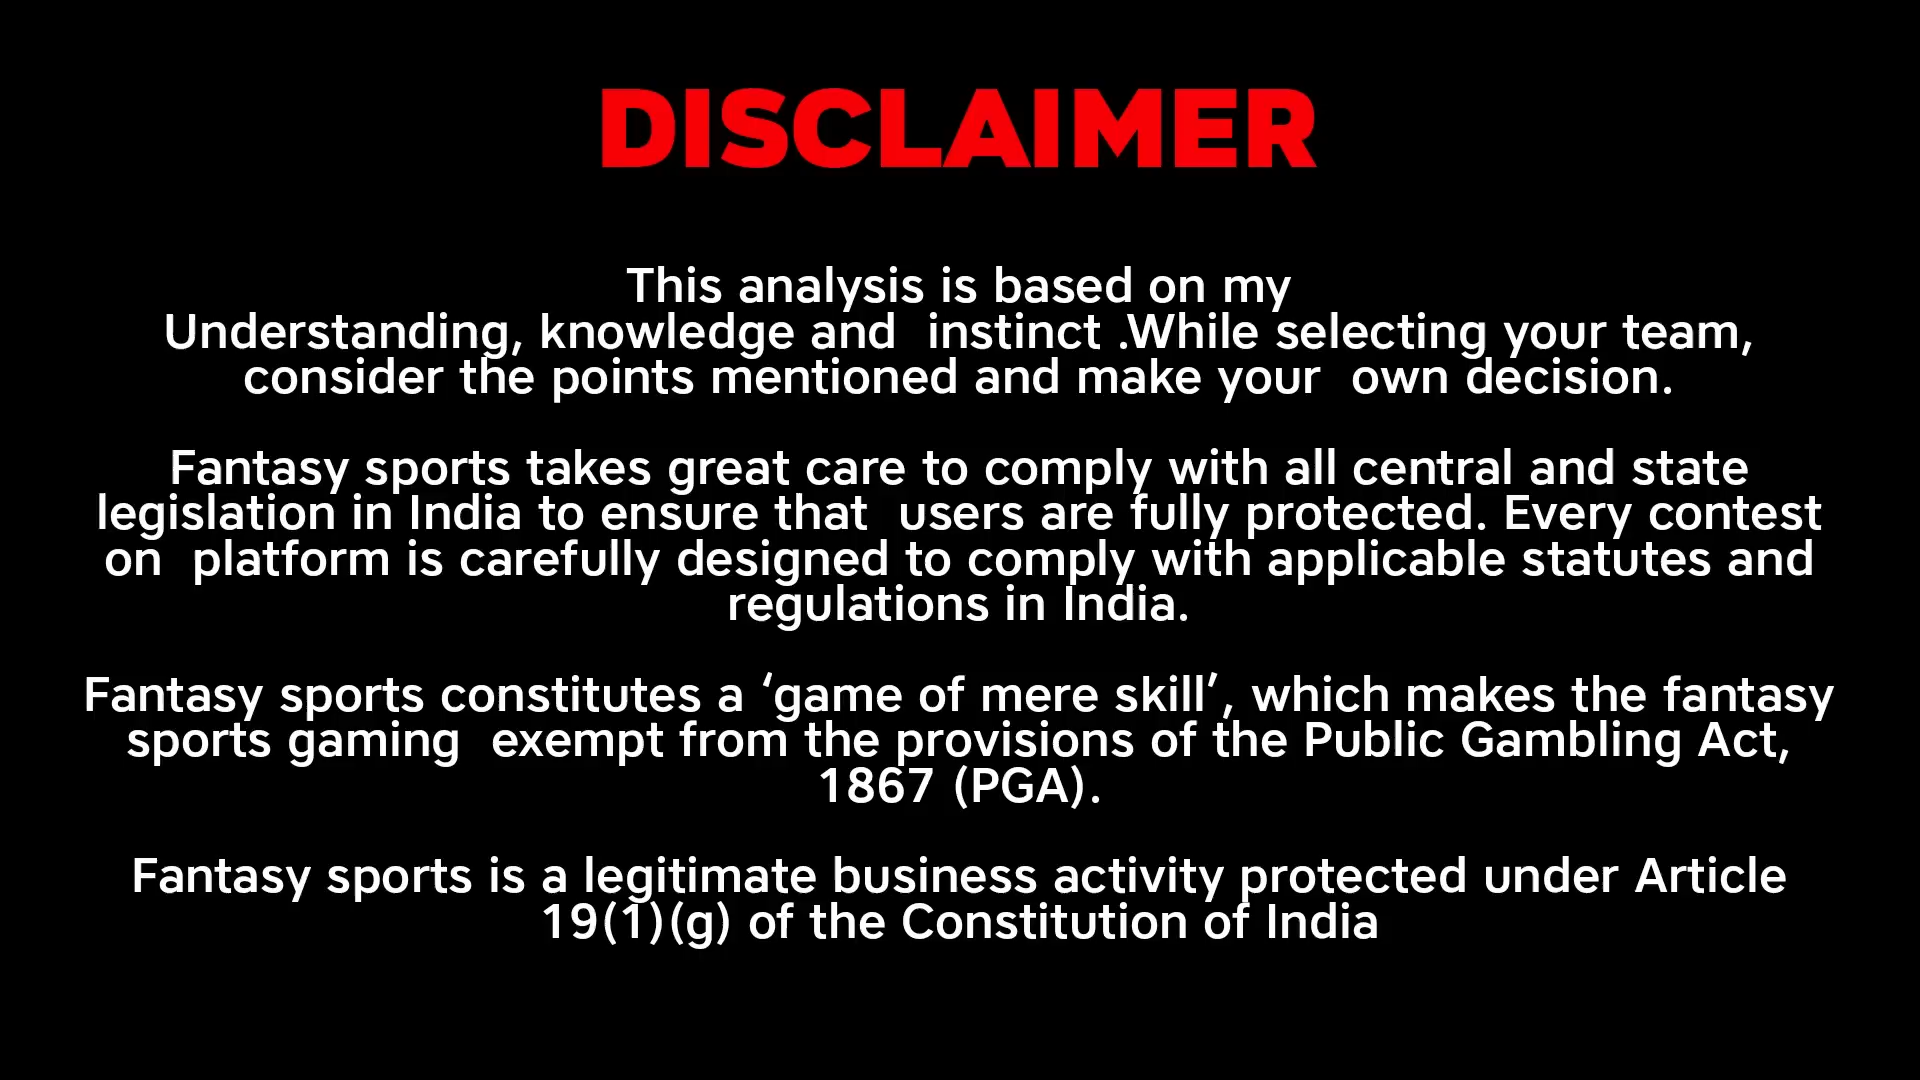 DISCLAIMER
This analysis is based on my
Understanding, knowledge and  instinct .While selecting your team,
consider the points mentioned and make your  own decision.
Fantasy sports takes great care to comply with all central and state
legislation in India to ensure that  users are fully protected. Every contest
on  platform is carefully designed to comply with applicable statutes and
regulations in India.
Fantasy sports constitutes a ‘game of mere skill’, which makes the fantasy
sports gaming  exempt from the provisions of the Public Gambling Act,
1867 (PGA).
Fantasy sports is a legitimate business activity protected under Article
19(1)(g) of the Constitution of India